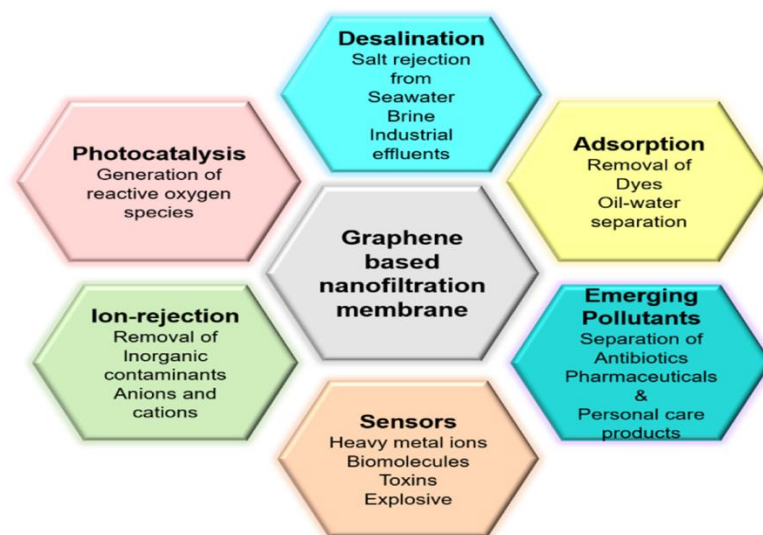 Desalination
Salt rejection
from
Seawater
Brine
Industrial
effluents
Photocatalysis
Generation of
reactive oxygen
species
Adsorption
Removal of
Dyes
Oil-water
separation
Graphene
based
nanofiltration
membrane
Ion-rejection
Removal of
Inorganic
contaminants
Anions and
cations
Emerging
Pollutants
Separation of
Antibiotics
Pharmaceuticals
&
Personal care
products
Sensors
Heavy metal ions
Biomolecules
Toxins
Explosive